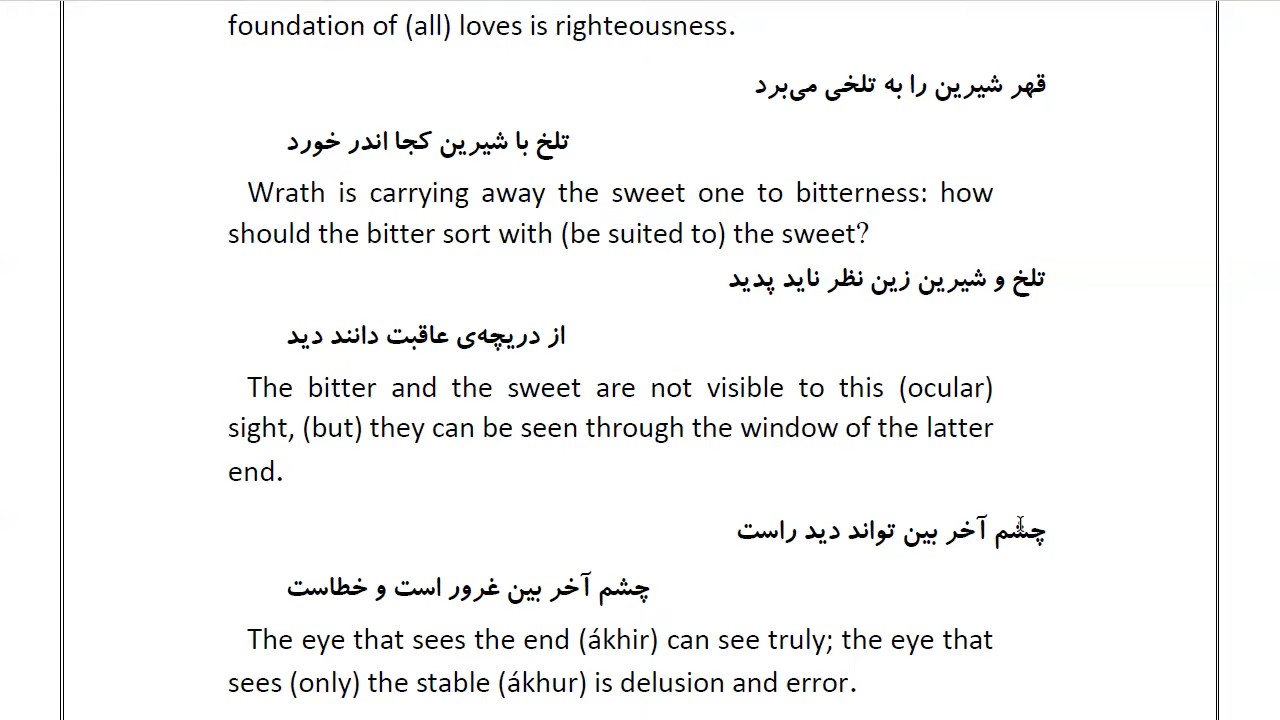 foundation of (all) loves is righteousness.
قهر شیرین را به تلخی می‌برد
تلخ با شیرین کجا اندر خورد
Wrath is carrying away the sweet one to bitterness: how
should the bitter sort with (be suited to) the sweet?
تلخ و شیرین زین نظر ناید پدید
از دریچه‌ی عاقبت دانند دید
The bitter and the sweet are not visible to this (ocular)
sight, (but) they can be seen through the window of the latter
end.
چشم آخر بین تواند دید راست
چشم آخر بین غرور است و خطاست
The eye that sees the end (ákhir) can see truly; the eye that
sees (only) the stable (ákhur) is delusion and error.